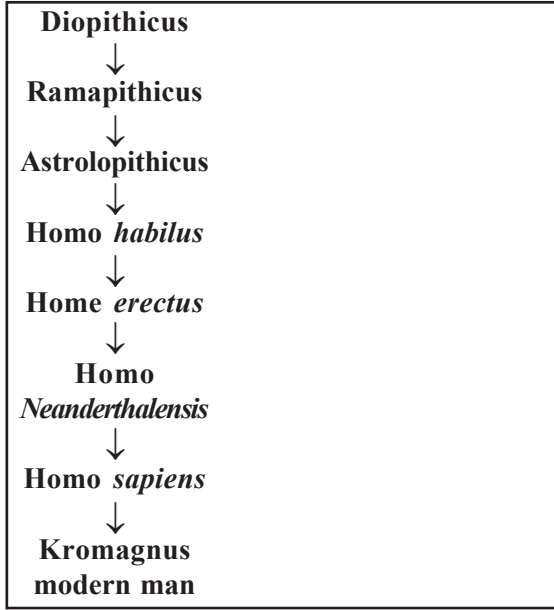 Diopithicus
↓
Ramapithicus
↓
Astrolopithicus
↓
Homo habilus
↓
Home erectus
↓
Homo
Neanderthalensis
↓
Homo sapiens
↓
Kromagnus
modern man